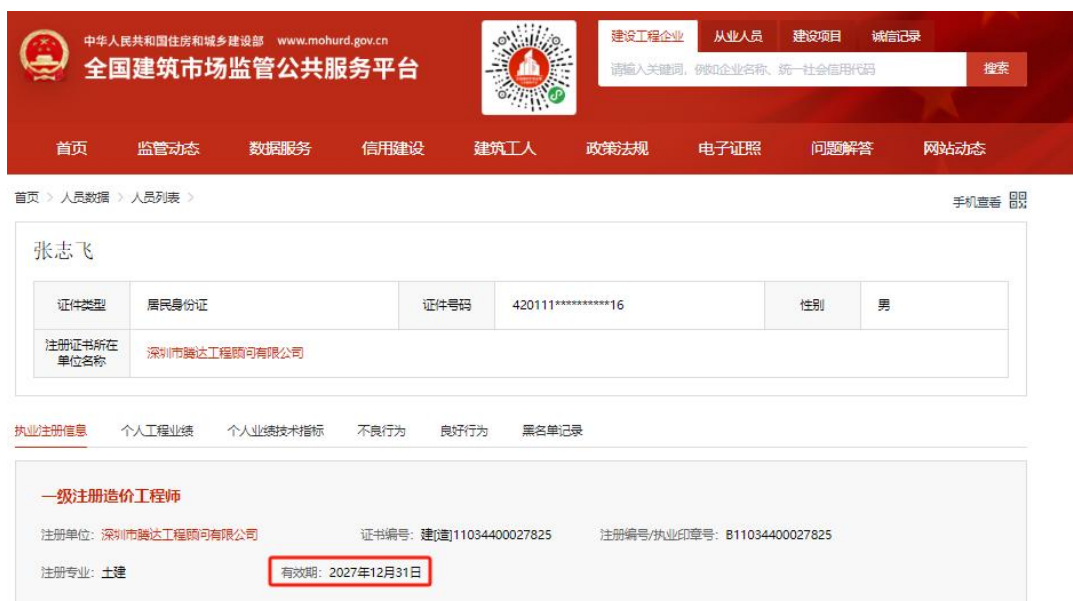 中华人民共和国住房和城乡建设部 www.mohurd.gov.cn
全国建筑市场监管公共服务平台
建设工程企业 从业人员 建设项目 诚信记录
请输入关键词，例如企业名称、统一社会信用代码 搜索
首页 监管动态 数据服务 信用建设 建筑工人 政策法规 电子证照 问题解答 网站动态
首页 > 人员数据 > 人员列表 >
手机查看
张志飞
证件类型 居民身份证 证件号码 420111**********16 性别 男
注册证书所在
单位名称
深圳市腾达工程顾问有限公司
执业注册信息 个人工程业绩 个人业绩技术指标 不良行为 良好行为 黑名单记录
一级注册造价工程师
注册单位：深圳市腾达工程顾问有限公司 证书编号：建[造]11034400027825 注册编号/执业印章号：B11034400027825
注册专业：土建 有效期：2027年12月31日